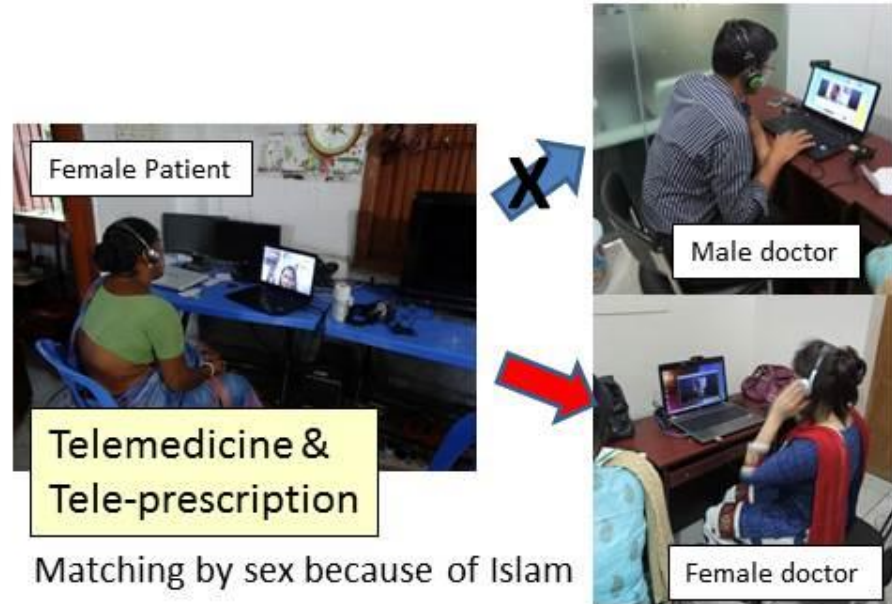 Female Patient
X
Male doctor
Telemedicine &
Tele-prescription
Matching by sex because of Islam
Female doctor